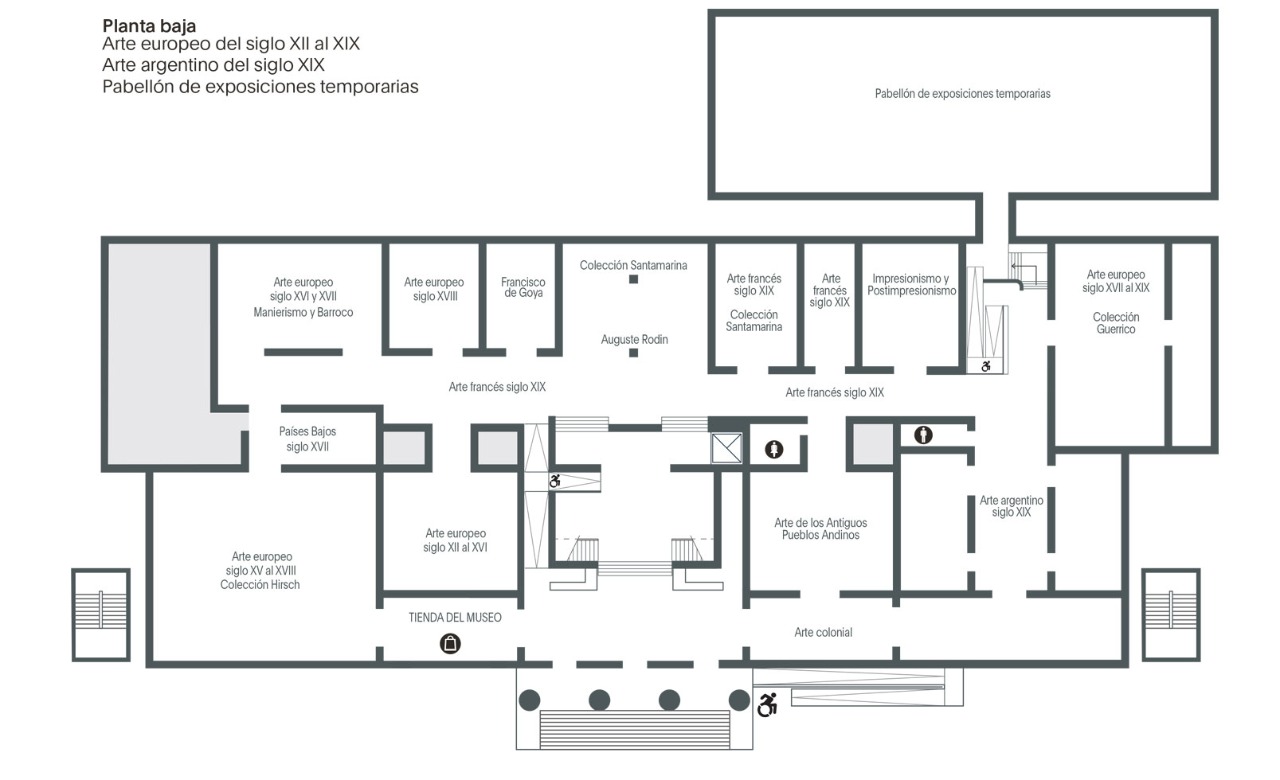 Planta baja
Arte europeo del siglo XII al XIX
Arte argentino del siglo XIX
Pabellón de exposiciones temporarias
Pabellón de exposiciones temporarias
Arte europeo
siglo XVI y XVII
Manierismo y Barroco
Arte europeo
siglo XVIII
Francisco
de Goya
Colección Santamarina
Auguste Rodin
Arte francés
siglo XIX
Colección
Santamarina
Arte
francés
siglo XIX
Impresionismo y
Postimpresionismo
Arte europeo
siglo XVII al XIX
Colección
Guerrico
Arte francés siglo XIX
Arte francés siglo XIX
Países Bajos
siglo XVII
Arte europeo
siglo XII al XVI
Arte de los Antiguos
Pueblos Andinos
Arte argentino
siglo XIX
Arte europeo
siglo XV al XVIII
Colección Hirsch
TIENDA DEL MUSEO
Arte colonial